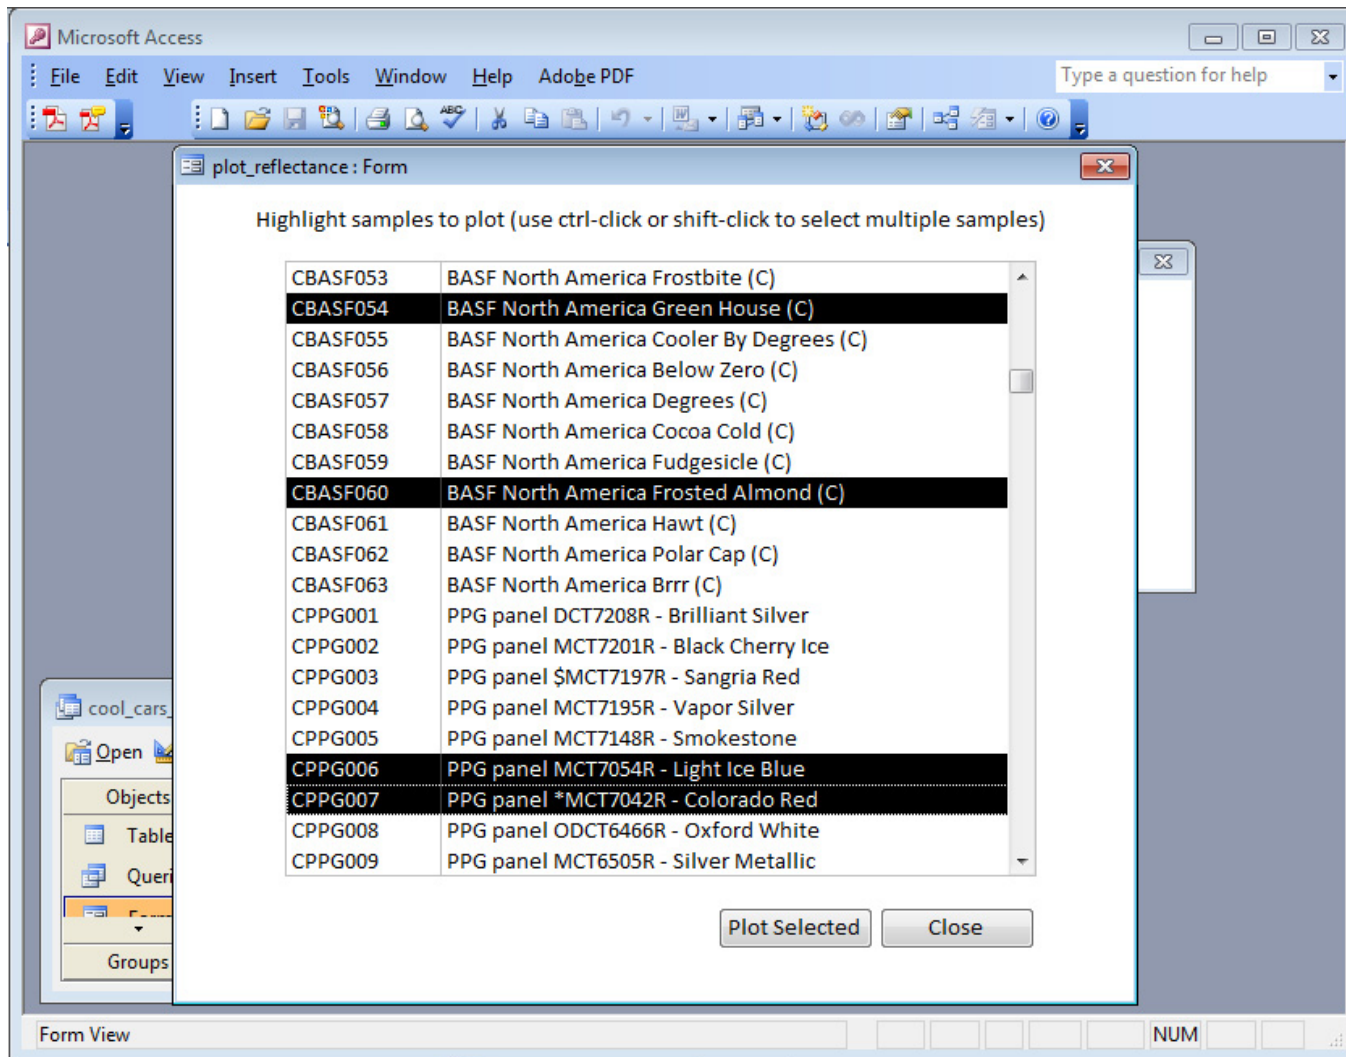 Microsoft Access
File Edit View Insert Tools Window Help Adobe PDF Type a question for help
plot_reflectance : Form
Highlight samples to plot (use ctrl-click or shift-click to select multiple samples)
CBASF053 BASF North America Frostbite (C)
CBASF054 BASF North America Green House (C)
CBASF055 BASF North America Cooler By Degrees (C)
CBASF056 BASF North America Below Zero (C)
CBASF057 BASF North America Degrees (C)
CBASF058 BASF North America Cocoa Cold (C)
CBASF059 BASF North America Fudgesicle (C)
CBASF060 BASF North America Frosted Almond (C)
CBASF061 BASF North America Hawt (C)
CBASF062 BASF North America Polar Cap (C)
CBASF063 BASF North America Brrr (C)
CPPG001 PPG panel DCT7208R - Brilliant Silver
CPPG002 PPG panel MCT7201R - Black Cherry Ice
CPPG003 PPG panel $MCT7197R - Sangria Red
CPPG004 PPG panel MCT7195R - Vapor Silver
CPPG005 PPG panel MCT7148R - Smokestone
CPPG006 PPG panel MCT7054R - Light Ice Blue
CPPG007 PPG panel *MCT7042R - Colorado Red
CPPG008 PPG panel ODCT6466R - Oxford White
CPPG009 PPG panel MCT6505R - Silver Metallic
Plot Selected Close
cool_cars_
Open
Objects
Table
Queri
Groups
Form View NUM